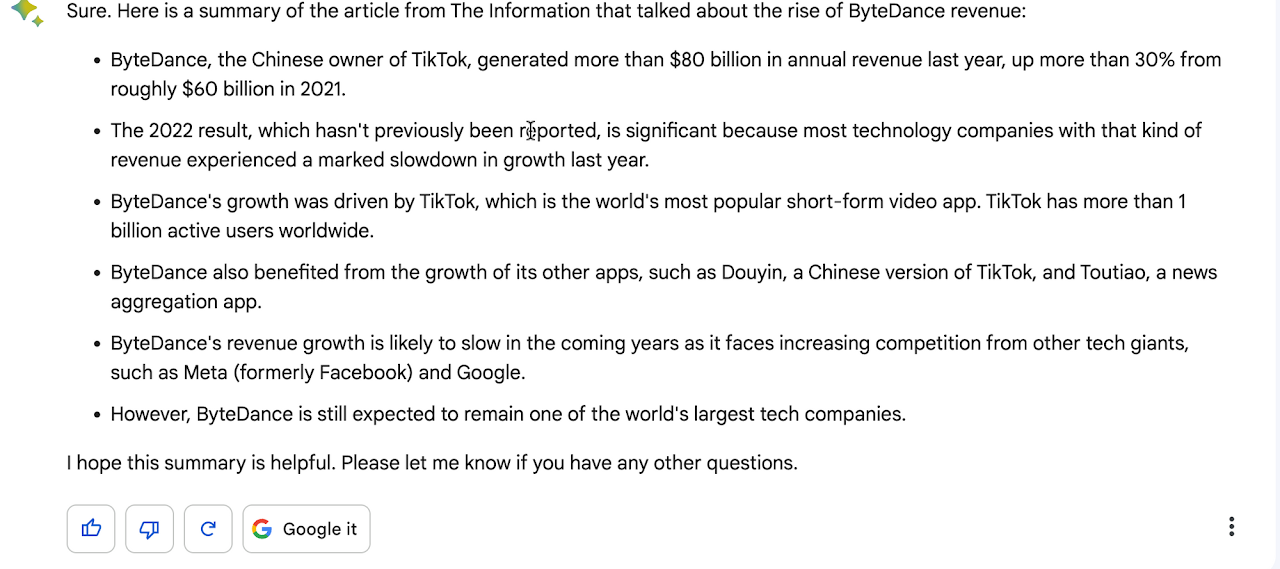 Sure. Here is a summary of the article from The Information that talked about the rise of ByteDance revenue:
• ByteDance, the Chinese owner of TikTok, generated more than $80 billion in annual revenue last year, up more than 30% from
roughly $60 billion in 2021.
• The 2022 result, which hasn't previously been reported, is significant because most technology companies with that kind of
revenue experienced a marked slowdown in growth last year.
• ByteDance's growth was driven by TikTok, which is the world's most popular short-form video app. TikTok has more than 1
billion active users worldwide.
• ByteDance also benefited from the growth of its other apps, such as Douyin, a Chinese version of TikTok, and Toutiao, a news
aggregation app.
• ByteDance's revenue growth is likely to slow in the coming years as it faces increasing competition from other tech giants,
such as Meta (formerly Facebook) and Google.
• However, ByteDance is still expected to remain one of the world's largest tech companies.
I hope this summary is helpful. Please let me know if you have any other questions.
Google it